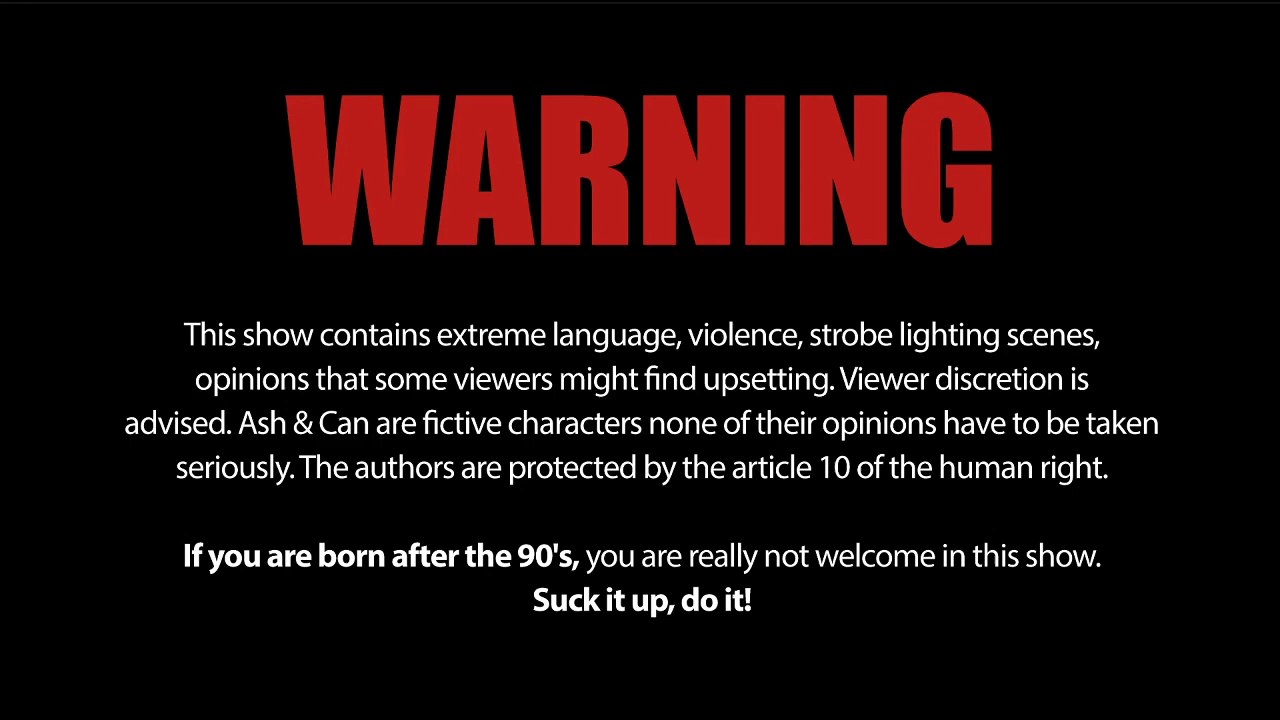 WARNING
This show contains extreme language, violence, strobe lighting scenes,
opinions that some viewers might find upsetting. Viewer discretion is
advised. Ash & Can are fictive characters none of their opinions have to be taken
seriously. The authors are protected by the article 10 of the human right.
If you are born after the 90's, you are really not welcome in this show.
Suck it up, do it!